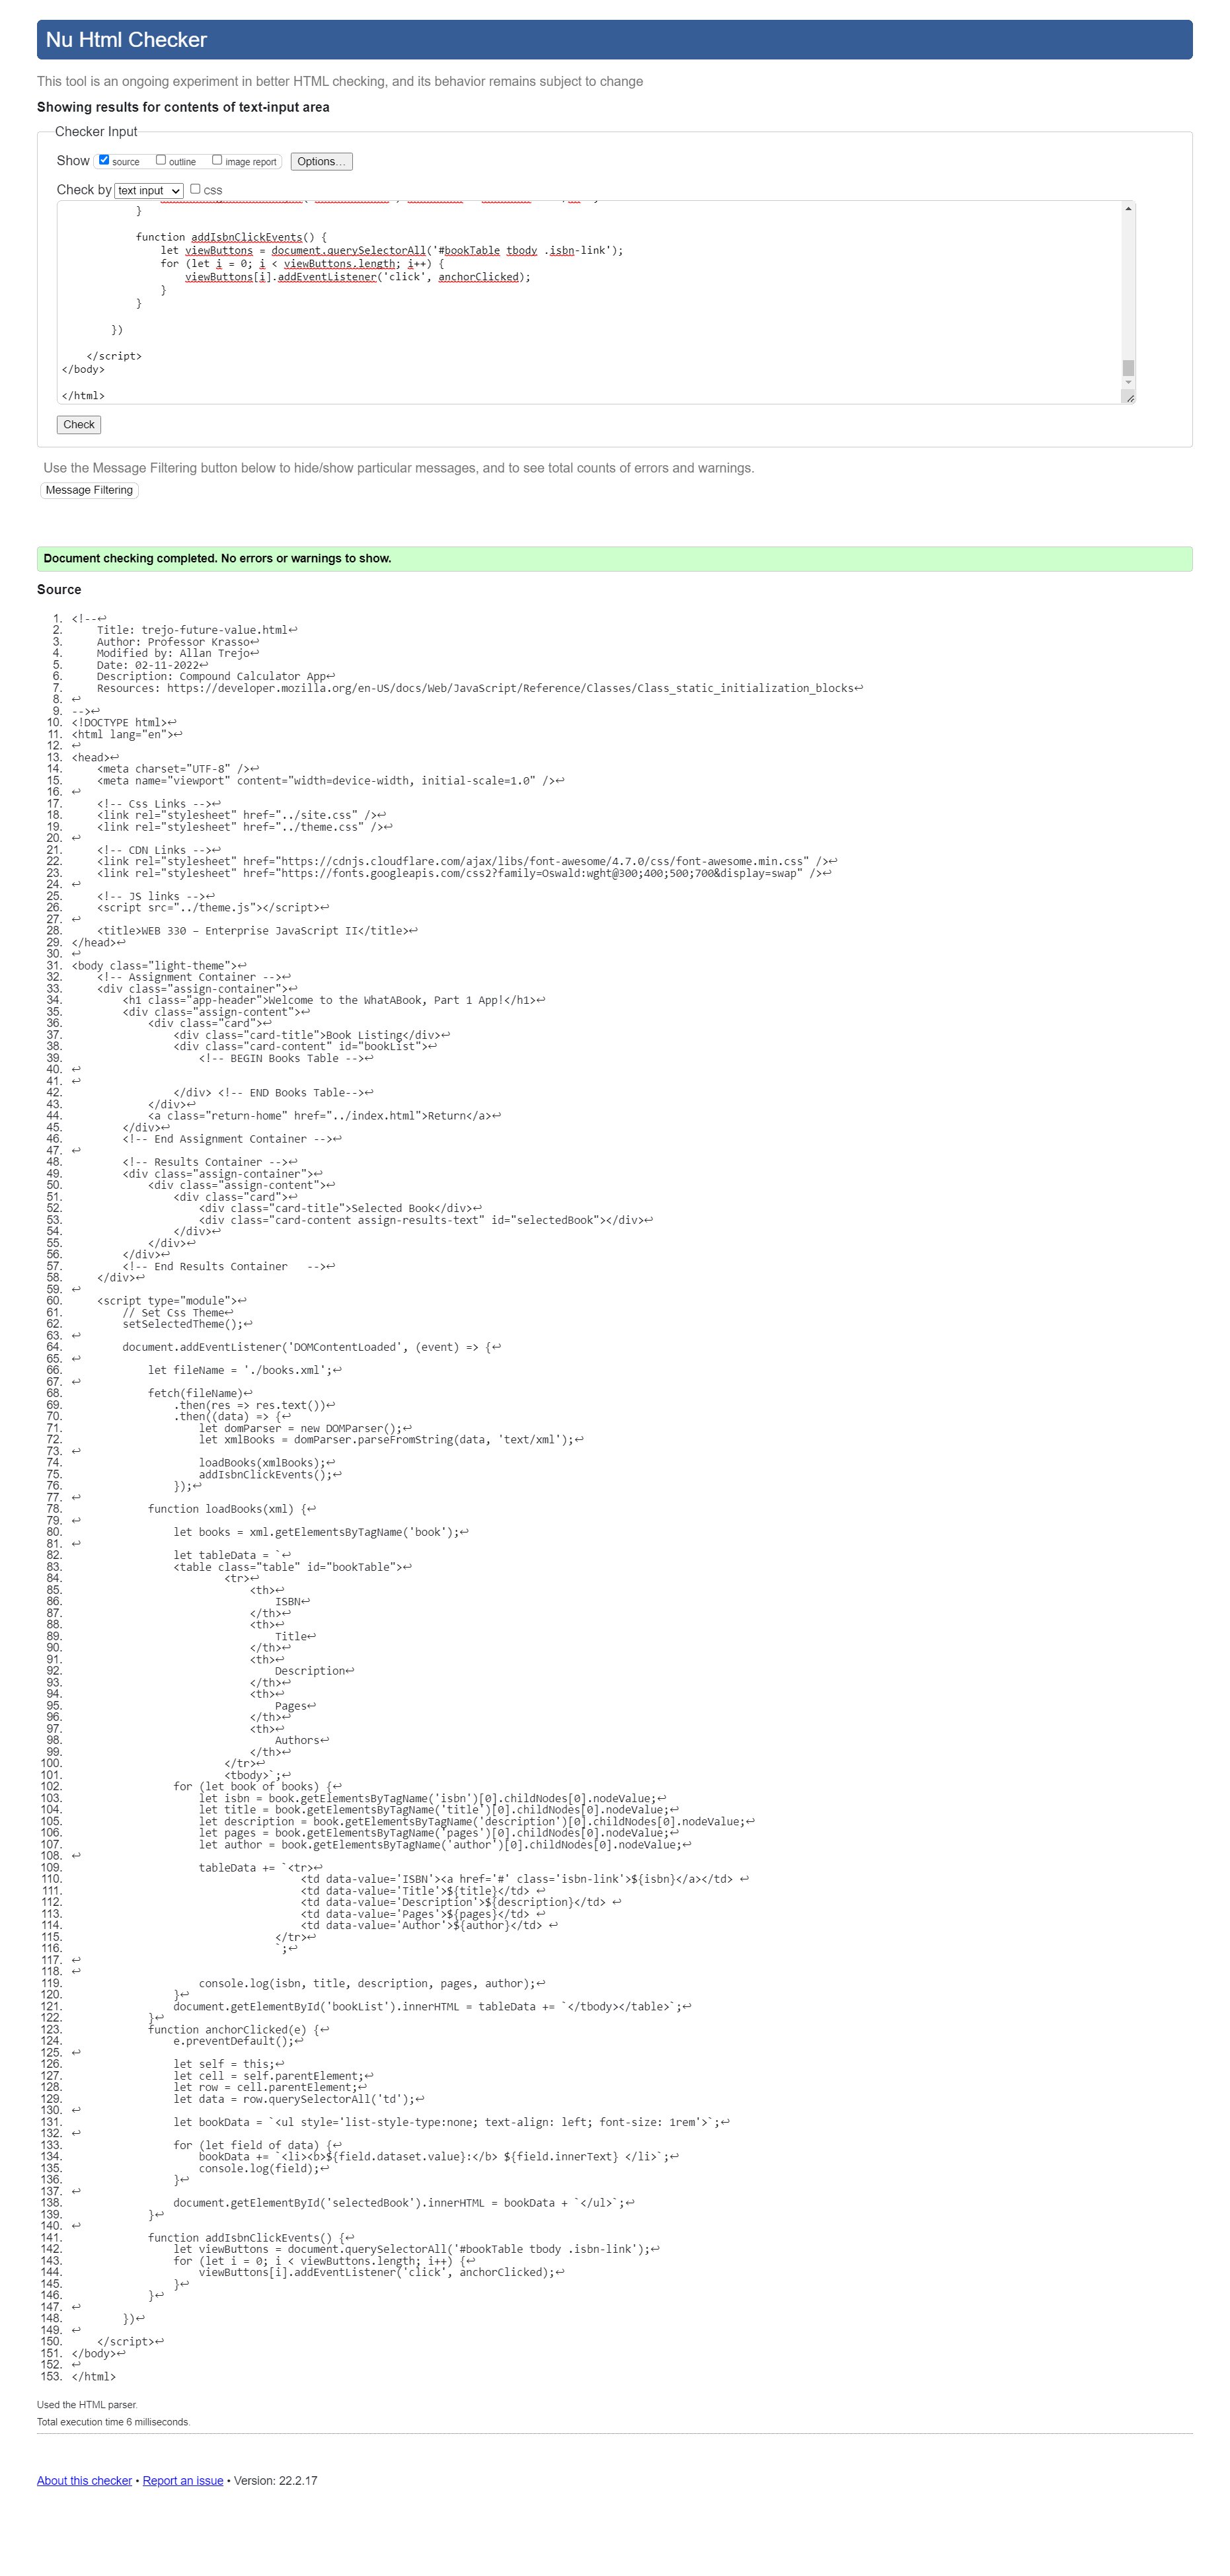 Nu Html Checker
This tool is an ongoing experiment in better HTML checking, and its behavior remains subject to change
Showing results for contents of text-input area
Checker Input
Show source outline image report Options...
Check by text input CSS
            }

            function addIsbnClickEvents() {
                let viewButtons = document.querySelectorAll('#bookTable tbody .isbn-link');
                for (let i = 0; i < viewButtons.length; i++) {
                    viewButtons[i].addEventListener('click', anchorClicked);
                }
            }

        })

    </script>
</body>

</html>
Check
Use the Message Filtering button below to hide/show particular messages, and to see total counts of errors and warnings.
Message Filtering
Document checking completed. No errors or warnings to show.
Source
1. <!--↩
2.     Title: trejo-future-value.html↩
3.     Author: Professor Krasso↩
4.     Modified by: Allan Trejo↩
5.     Date: 02-11-2022↩
6.     Description: Compound Calculator App↩
7.     Resources: https://developer.mozilla.org/en-US/docs/Web/JavaScript/Reference/Classes/Class_static_initialization_blocks↩
8. ↩
9. -->↩
10. <!DOCTYPE html>↩
11. <html lang="en">↩
12. ↩
13. <head>↩
14.     <meta charset="UTF-8" />↩
15.     <meta name="viewport" content="width=device-width, initial-scale=1.0" />↩
16. ↩
17.     <!-- Css Links -->↩
18.     <link rel="stylesheet" href="../site.css" />↩
19.     <link rel="stylesheet" href="../theme.css" />↩
20. ↩
21.     <!-- CDN Links -->↩
22.     <link rel="stylesheet" href="https://cdnjs.cloudflare.com/ajax/libs/font-awesome/4.7.0/css/font-awesome.min.css" />↩
23.     <link rel="stylesheet" href="https://fonts.googleapis.com/css2?family=Oswald:wght@300;400;500;700&display=swap" />↩
24. ↩
25.     <!-- JS links -->↩
26.     <script src="../theme.js"></script>↩
27. ↩
28.     <title>WEB 330 – Enterprise JavaScript II</title>↩
29. </head>↩
30. ↩
31. <body class="light-theme">↩
32.     <!-- Assignment Container -->↩
33.     <div class="assign-container">↩
34.         <h1 class="app-header">Welcome to the WhatABook, Part 1 App!</h1>↩
35.         <div class="assign-content">↩
36.             <div class="card">↩
37.                 <div class="card-title">Book Listing</div>↩
38.                 <div class="card-content" id="bookList">↩
39.                     <!-- BEGIN Books Table -->↩
40. ↩
41. ↩
42.                 </div> <!-- END Books Table-->↩
43.             </div>↩
44.             <a class="return-home" href="../index.html">Return</a>↩
45.         </div>↩
46.         <!-- End Assignment Container -->↩
47. ↩
48.         <!-- Results Container -->↩
49.         <div class="assign-container">↩
50.             <div class="assign-content">↩
51.                 <div class="card">↩
52.                     <div class="card-title">Selected Book</div>↩
53.                     <div class="card-content assign-results-text" id="selectedBook"></div>↩
54.                 </div>↩
55.             </div>↩
56.         </div>↩
57.         <!-- End Results Container   -->↩
58.     </div>↩
59. ↩
60.     <script type="module">↩
61.         // Set Css Theme↩
62.         setSelectedTheme();↩
63. ↩
64.         document.addEventListener('DOMContentLoaded', (event) => {↩
65. ↩
66.             let fileName = './books.xml';↩
67. ↩
68.             fetch(fileName)↩
69.                 .then(res => res.text())↩
70.                 .then((data) => {↩
71.                     let domParser = new DOMParser();↩
72.                     let xmlBooks = domParser.parseFromString(data, 'text/xml');↩
73. ↩
74.                     loadBooks(xmlBooks);↩
75.                     addIsbnClickEvents();↩
76.                 });↩
77. ↩
78.             function loadBooks(xml) {↩
79. ↩
80.                 let books = xml.getElementsByTagName('book');↩
81. ↩
82.                 let tableData = `↩
83.                 <table class="table" id="bookTable">↩
84.                         <tr>↩
85.                             <th>↩
86.                                 ISBN↩
87.                             </th>↩
88.                             <th>↩
89.                                 Title↩
90.                             </th>↩
91.                             <th>↩
92.                                 Description↩
93.                             </th>↩
94.                             <th>↩
95.                                 Pages↩
96.                             </th>↩
97.                             <th>↩
98.                                 Authors↩
99.                             </th>↩
100.                         </tr>↩
101.                         <tbody>`;↩
102.                 for (let book of books) {↩
103.                     let isbn = book.getElementsByTagName('isbn')[0].childNodes[0].nodeValue;↩
104.                     let title = book.getElementsByTagName('title')[0].childNodes[0].nodeValue;↩
105.                     let description = book.getElementsByTagName('description')[0].childNodes[0].nodeValue;↩
106.                     let pages = book.getElementsByTagName('pages')[0].childNodes[0].nodeValue;↩
107.                     let author = book.getElementsByTagName('author')[0].childNodes[0].nodeValue;↩
108. ↩
109.                     tableData += `<tr>↩
110.                                     <td data-value='ISBN'><a href='#' class='isbn-link'>${isbn}</a></td> ↩
111.                                     <td data-value='Title'>${title}</td> ↩
112.                                     <td data-value='Description'>${description}</td> ↩
113.                                     <td data-value='Pages'>${pages}</td> ↩
114.                                     <td data-value='Author'>${author}</td> ↩
115.                                 </tr>↩
116.                                 `;↩
117. ↩
118. ↩
119.                     console.log(isbn, title, description, pages, author);↩
120.                 }↩
121.                 document.getElementById('bookList').innerHTML = tableData += `</tbody></table>`;↩
122.             }↩
123.             function anchorClicked(e) {↩
124.                 e.preventDefault();↩
125. ↩
126.                 let self = this;↩
127.                 let cell = self.parentElement;↩
128.                 let row = cell.parentElement;↩
129.                 let data = row.querySelectorAll('td');↩
130. ↩
131.                 let bookData = `<ul style='list-style-type:none; text-align: left; font-size: 1rem'>`;↩
132. ↩
133.                 for (let field of data) {↩
134.                     bookData += `<li><b>${field.dataset.value}:</b> ${field.innerText} </li>`;↩
135.                     console.log(field);↩
136.                 }↩
137. ↩
138.                 document.getElementById('selectedBook').innerHTML = bookData + `</ul>`;↩
139.             }↩
140. ↩
141.             function addIsbnClickEvents() {↩
142.                 let viewButtons = document.querySelectorAll('#bookTable tbody .isbn-link');↩
143.                 for (let i = 0; i < viewButtons.length; i++) {↩
144.                     viewButtons[i].addEventListener('click', anchorClicked);↩
145.                 }↩
146.             }↩
147. ↩
148.         })↩
149. ↩
150.     </script>↩
151. </body>↩
152. ↩
153. </html>
Used the HTML parser.
Total execution time 6 milliseconds.
About this checker • Report an issue • Version: 22.2.17